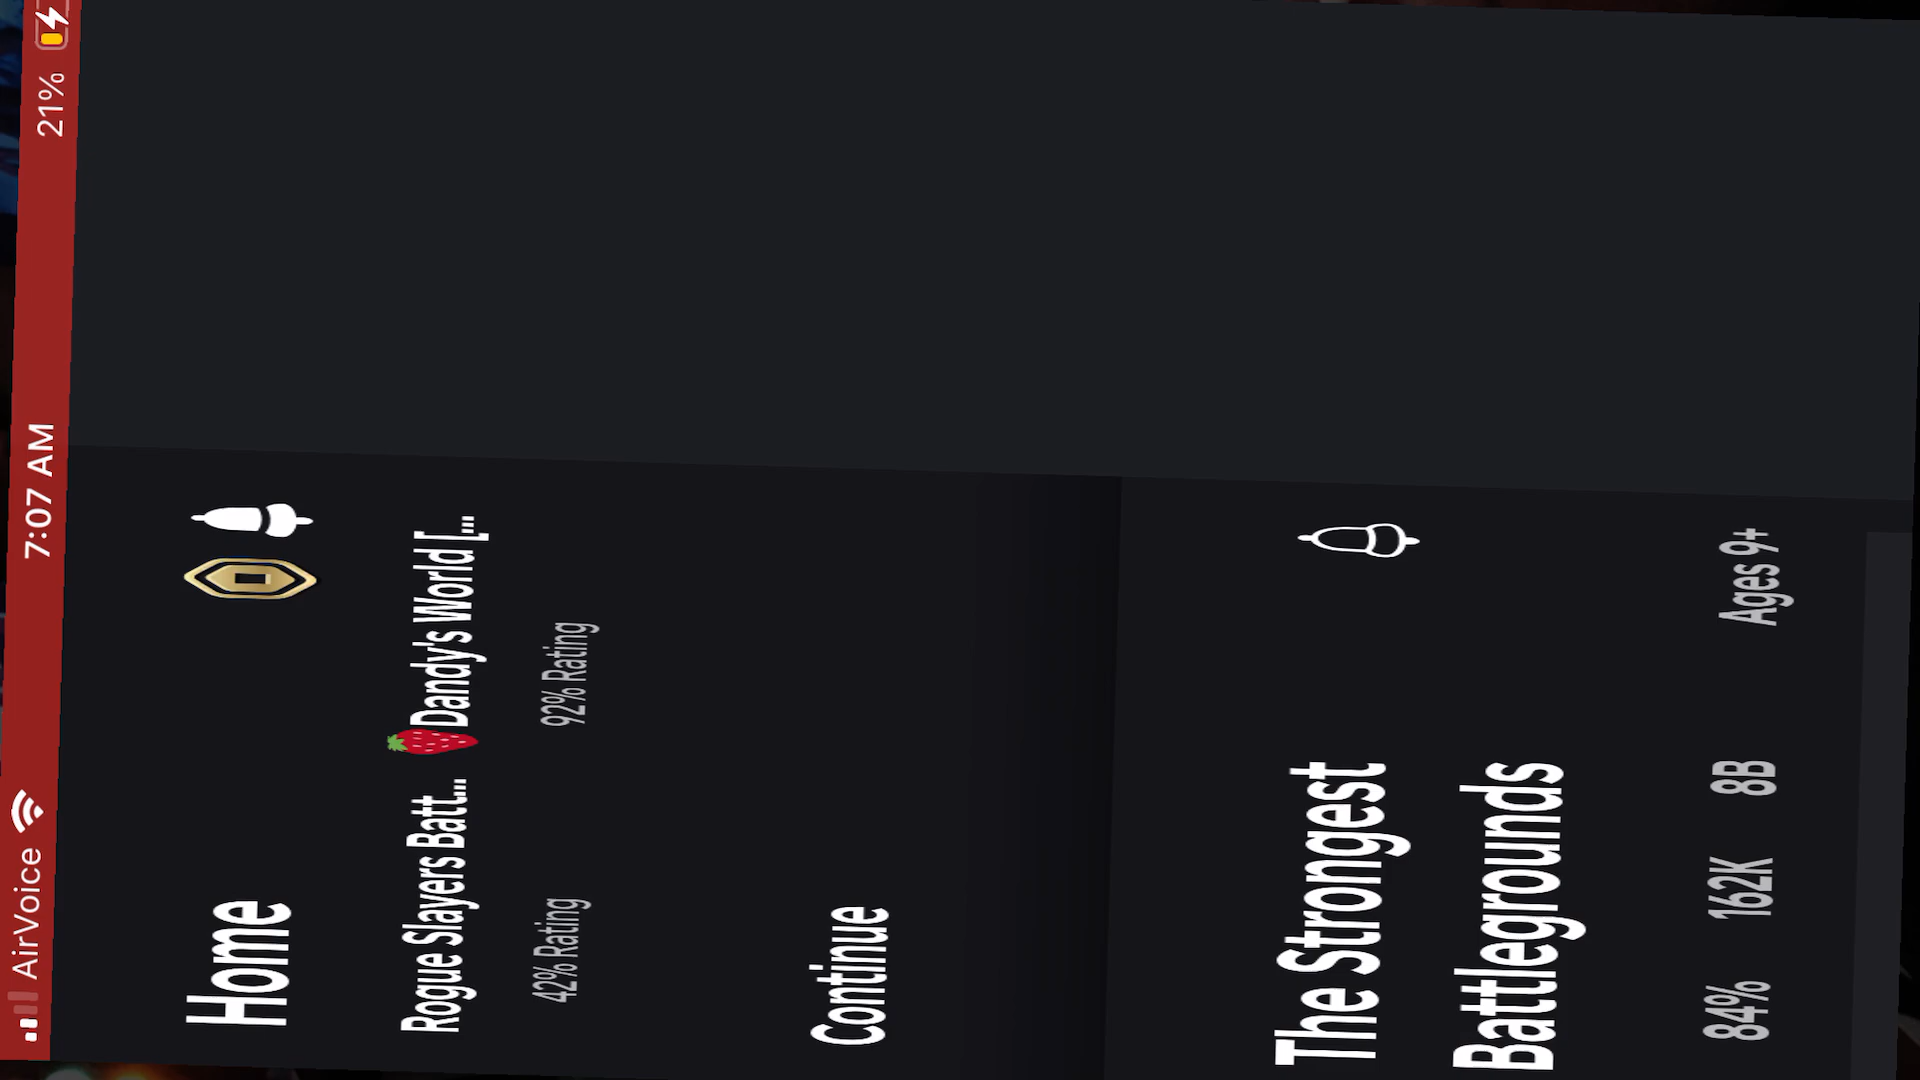 AirVoice 7:07 AM 21%
Home
Rogue Slayers Batt... 🍓Dandy's World [...
42% Rating 92% Rating
Continue
The Strongest
Battlegrounds
84% 162K 8B Ages 9+